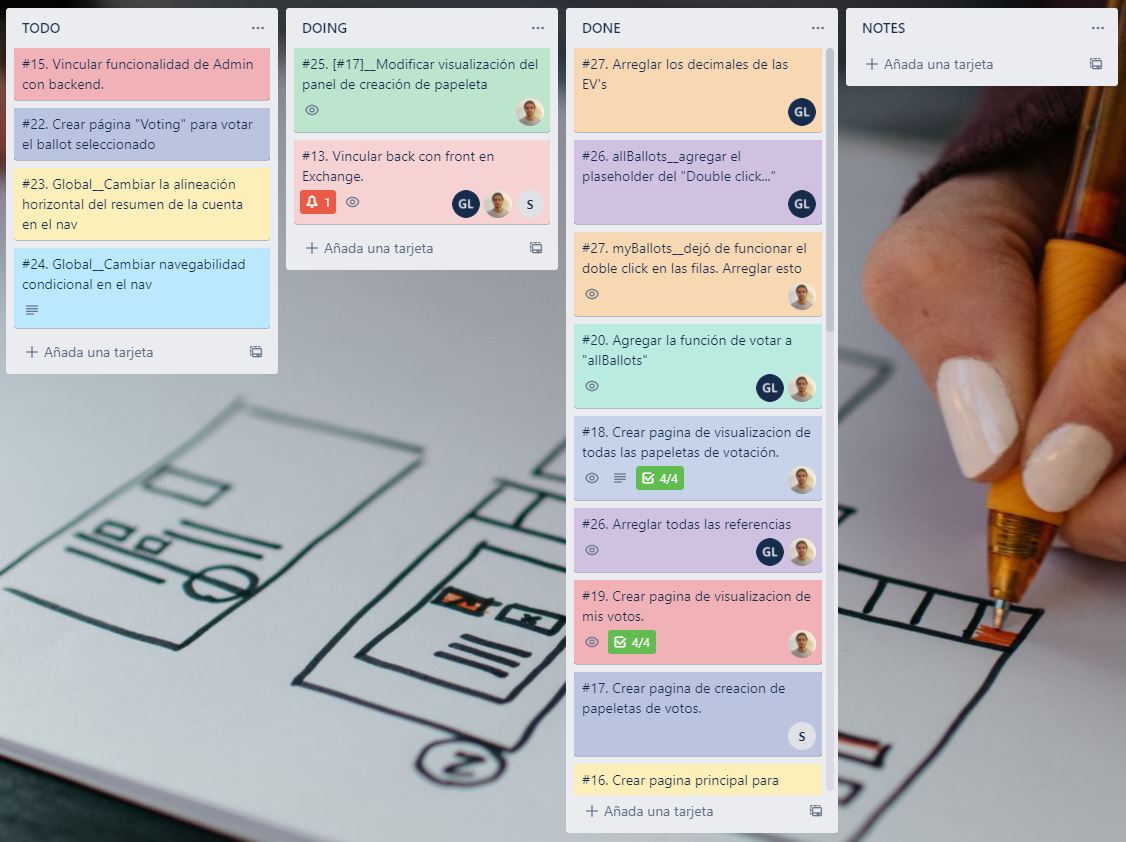 TODO
#15. Vincular funcionalidad de Admin
con backend.
#22. Crear página "Voting" para votar
el ballot seleccionado
#23. Global__Cambiar la alineación
horizontal del resumen de la cuenta
en el nav
#24. Global__Cambiar navegabilidad
condicional en el nav
Añada una tarjeta
DOING
#25. [#17]__Modificar visualización del
panel de creación de papeleta
#13. Vincular back con front en
Exchange.
1
GL
S
Añada una tarjeta
DONE
#27. Arreglar los decimales de las
EV's
GL
#26. allBallots__agregar el
plaseholder del "Double click..."
GL
#27. myBallots__dejó de funcionar el
doble click en las filas. Arreglar esto
#20. Agregar la función de votar a
"allBallots"
GL
#18. Crear pagina de visualizacion de
todas las papeletas de votación.
4/4
#26. Arreglar todas las referencias
GL
#19. Crear pagina de visualizacion de
mis votos.
4/4
#17. Crear pagina de creacion de
papeletas de votos.
S
#16. Crear pagina principal para
Añada una tarjeta
NOTES
Añada una tarjeta